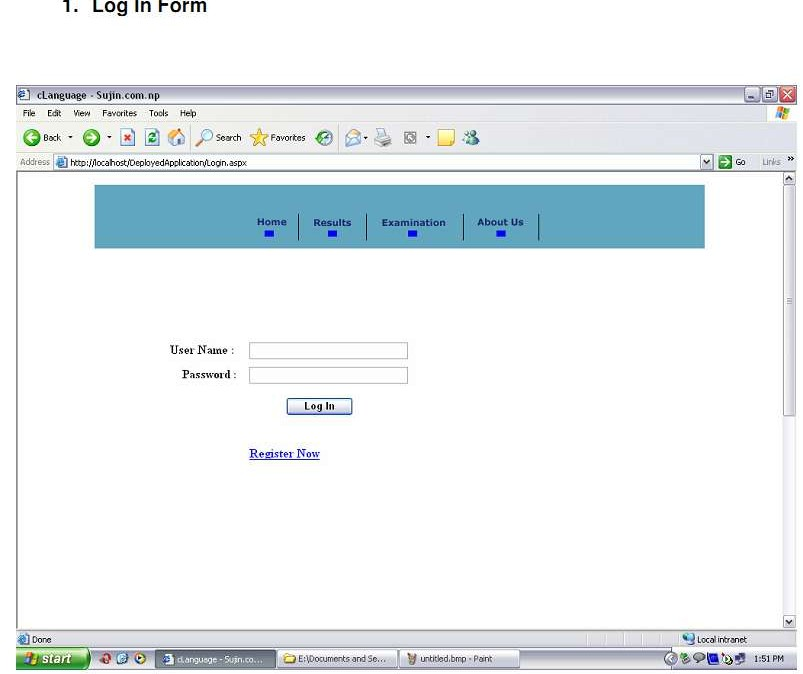 1. Log In Form
cLanguage - Sujin.com.np
File Edit View Favorites Tools Help
Back Search Favorites
Address http://localhost/DeployedApplication/Login.aspx Go Links »
Home Results Examination About Us
User Name :
Password :
Log In
Register Now
Done Local intranet
start cLanguage - Sujin.co... E:\Documents and Se... untitled.bmp - Paint 1:51 PM